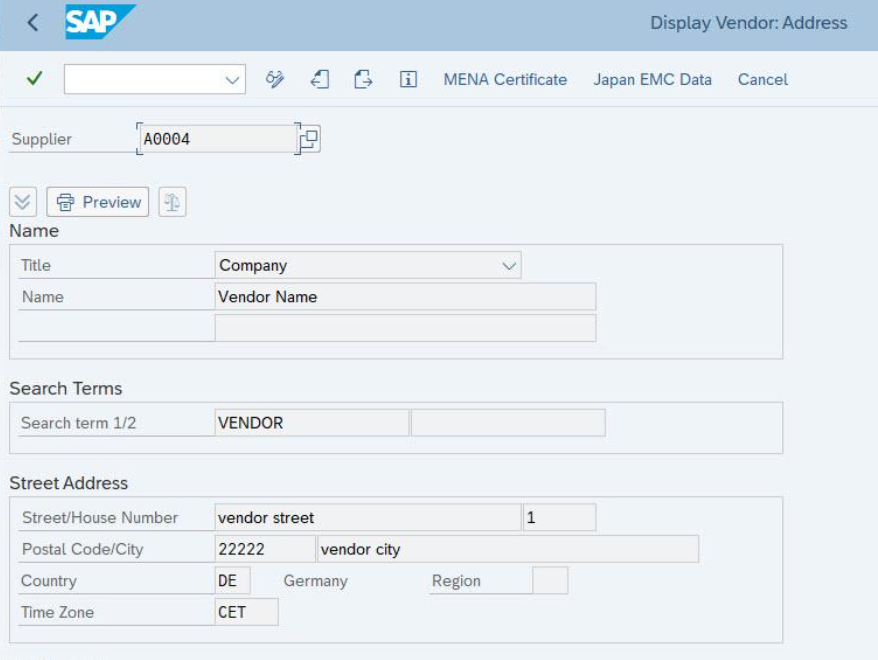 SAP Display Vendor: Address
MENA Certificate Japan EMC Data Cancel
Supplier A0004
Preview
Name
Title Company
Name Vendor Name
Search Terms
Search term 1/2 VENDOR
Street Address
Street/House Number vendor street 1
Postal Code/City 22222 vendor city
Country DE Germany Region
Time Zone CET